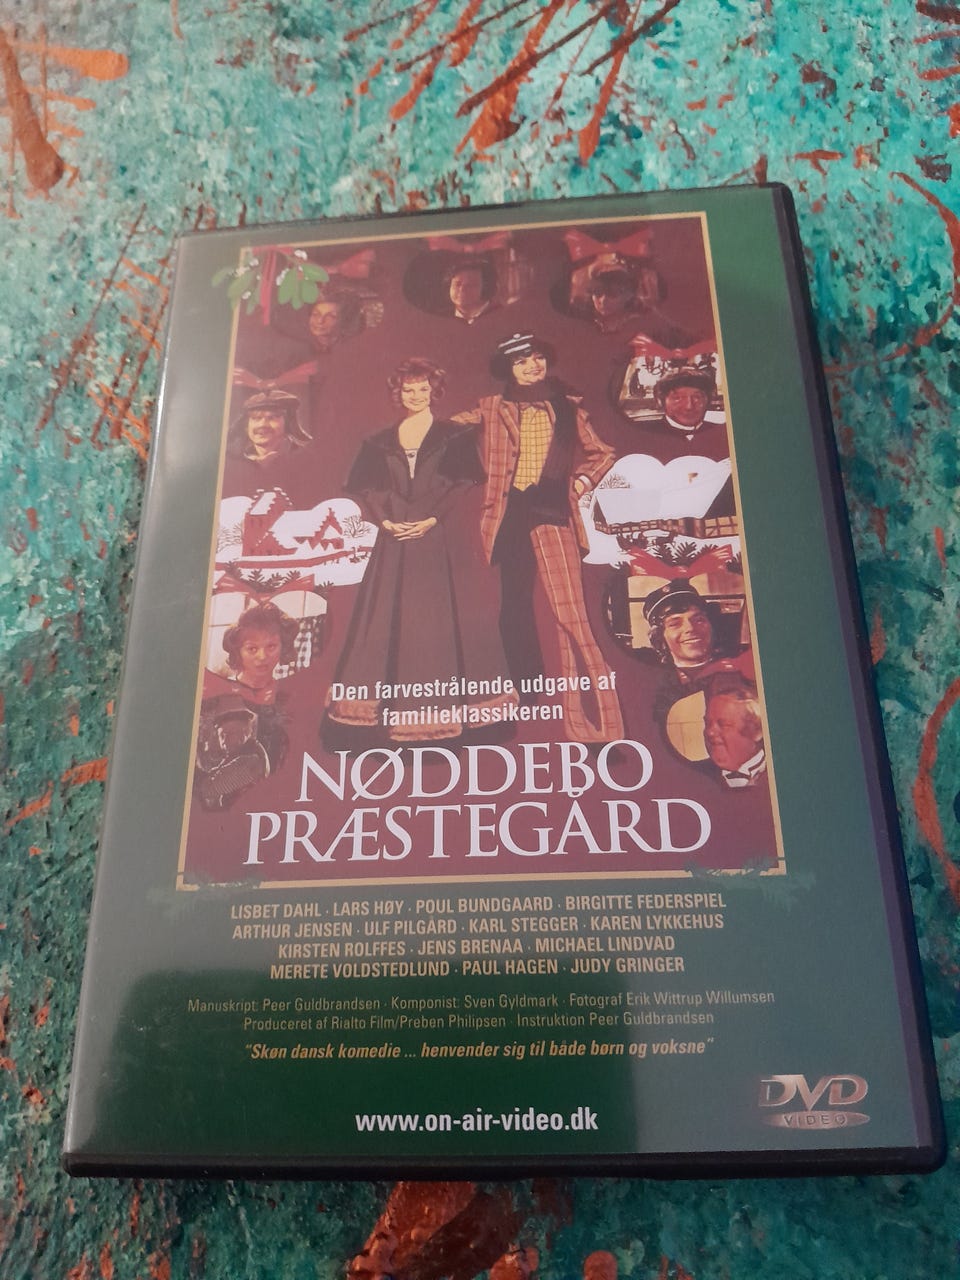 Den farvestrålende udgave af
familieklassikeren
NØDDEBO
PRÆSTEGÅRD
LISBET DAHL · LARS HØY · POUL BUNDGAARD · BIRGITTE FEDERSPIEL
ARTHUR JENSEN · ULF PILGÅRD · KARL STEGGER · KAREN LYKKEHUS
KIRSTEN ROLFFES · JENS BRENAA · MICHAEL LINDVAD
MERETE VOLDSTEDLUND · PAUL HAGEN · JUDY GRINGER
Manuskript: Peer Guldbrandsen · Komponist: Sven Gyldmark · Fotograf Erik Wittrup Willumsen
Produceret af Rialto Film/Preben Philipsen · Instruktion Peer Guldbrandsen
"Skøn dansk komedie ... henvender sig til både børn og voksne"
DVD
VIDEO
www.on-air-video.dk